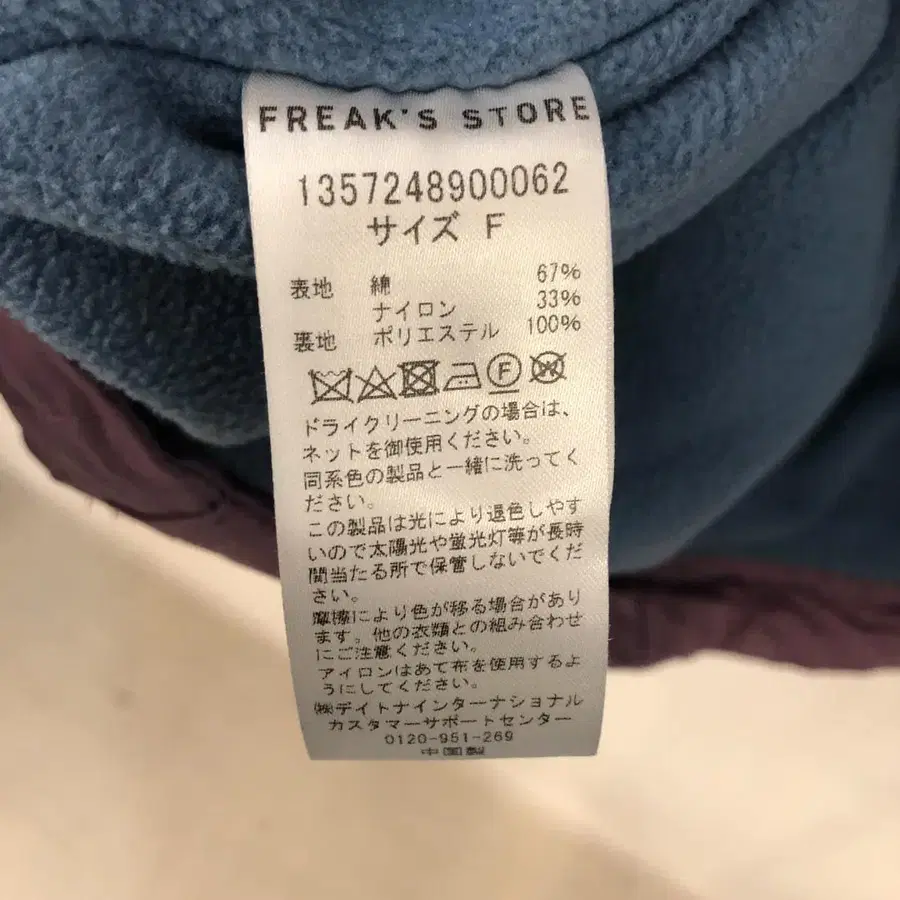 FREAK'S STORE
1357248900062
サイズ F
表地 綿 67%
ナイロン 33%
裏地 ポリエステル 100%
F W
ドライクリーニングの場合は、
ネットを御使用ください。
同系色の製品と一緒に洗ってく
ださい。
この製品は光により退色しやす
いので太陽光や蛍光灯等が長時
間当たる所で保管しないでくだ
さい。
摩擦により色が移る場合があり
ます。他の衣類との組み合わせ
にご注意ください。
アイロンはあて布を使用するよ
うにしてください。
㈱デイトナインターナショナル
カスタマーサポートセンター
0120-951-269
中国製